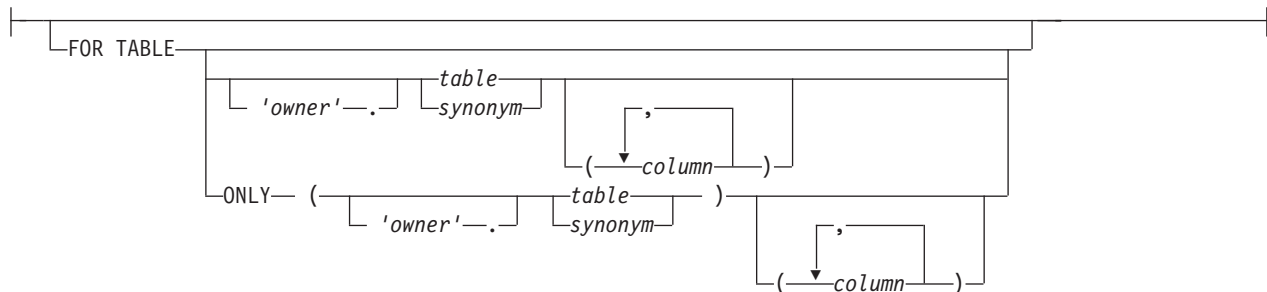 FOR TABLE
table
'owner' .
synonym
,
( column )
ONLY ( table )
'owner' .
synonym
,
( column )